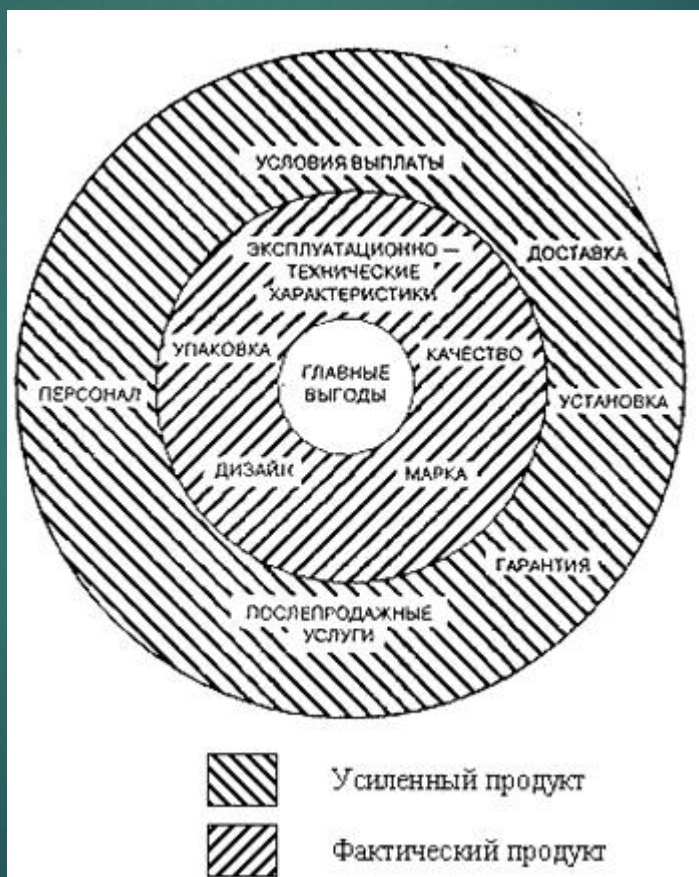 УСЛОВИЯ ВЫПЛАТЫ
ДОСТАВКА
ЭКСПЛУАТАЦИОННО —
ТЕХНИЧЕСКИЕ
ХАРАКТЕРИСТИКИ
УПАКОВКА
КАЧЕСТВО
ГЛАВНЫЕ
ВЫГОДЫ
ПЕРСОНАЛ
УСТАНОВКА
ДИЗАЙН
МАРКА
ГАРАНТИЯ
ПОСЛЕПРОДАЖНЫЕ
УСЛУГИ
Усиленный продукт
Фактический продукт